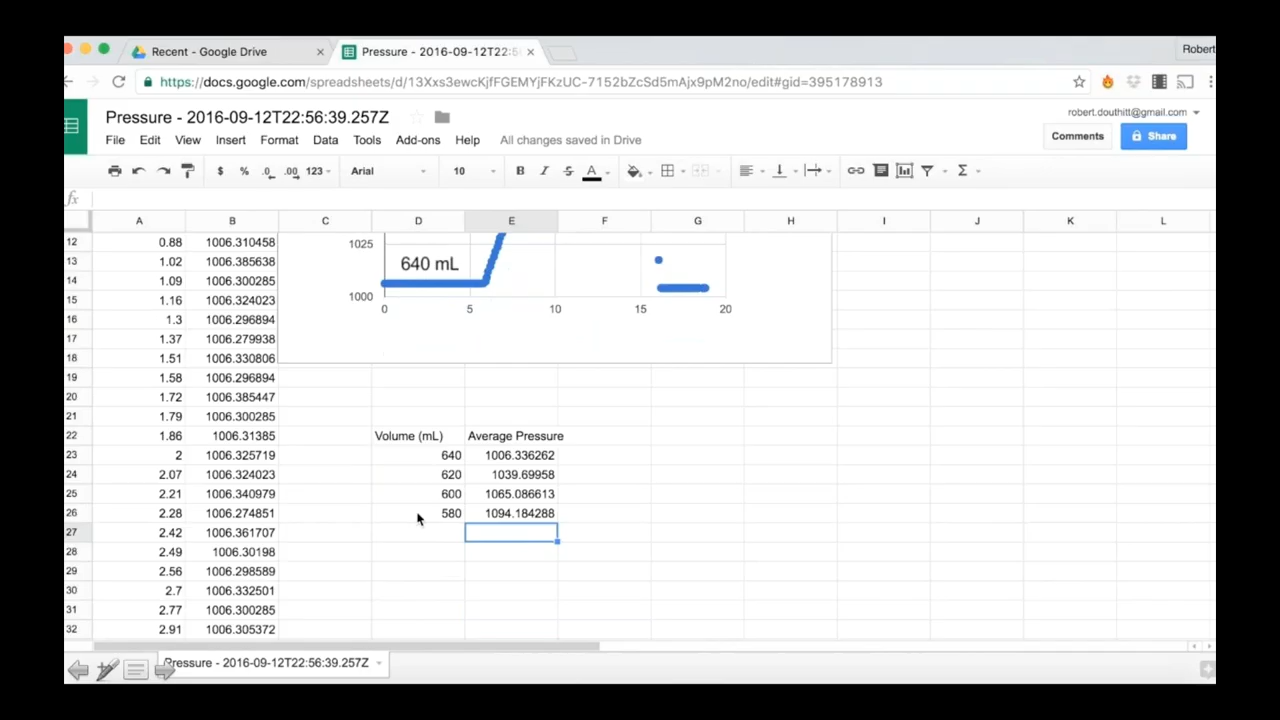 Recent - Google Drive × Pressure - 2016-09-12T22:5 ×
Robert
https://docs.google.com/spreadsheets/d/13Xxs3ewcKjfFGEMYjFKzUC-7152bZcSd5mAjx9pM2no/edit#gid=395178913
Pressure - 2016-09-12T22:56:39.257Z
robert.douthitt@gmail.com
File Edit View Insert Format Data Tools Add-ons Help All changes saved in Drive
Comments Share
$ % .0 .00 123 Arial 10 B I S A Σ
fx
A B C D E F G H I J K L
12 0.88 1006.310458
13 1.02 1006.385638
14 1.09 1006.300285
15 1.16 1006.324023
16 1.3 1006.296894
17 1.37 1006.279938
18 1.51 1006.330806
19 1.58 1006.296894
20 1.72 1006.385447
21 1.79 1006.300285
22 1.86 1006.31385 Volume (mL) Average Pressure
23 2 1006.325719 640 1006.336262
24 2.07 1006.324023 620 1039.69958
25 2.21 1006.340979 600 1065.086613
26 2.28 1006.274851 580 1094.184288
27 2.42 1006.361707
28 2.49 1006.30198
29 2.56 1006.298589
30 2.7 1006.332501
31 2.77 1006.300285
32 2.91 1006.305372
1025
640 mL
1000
0 5 10 15 20
Pressure - 2016-09-12T22:56:39.257Z